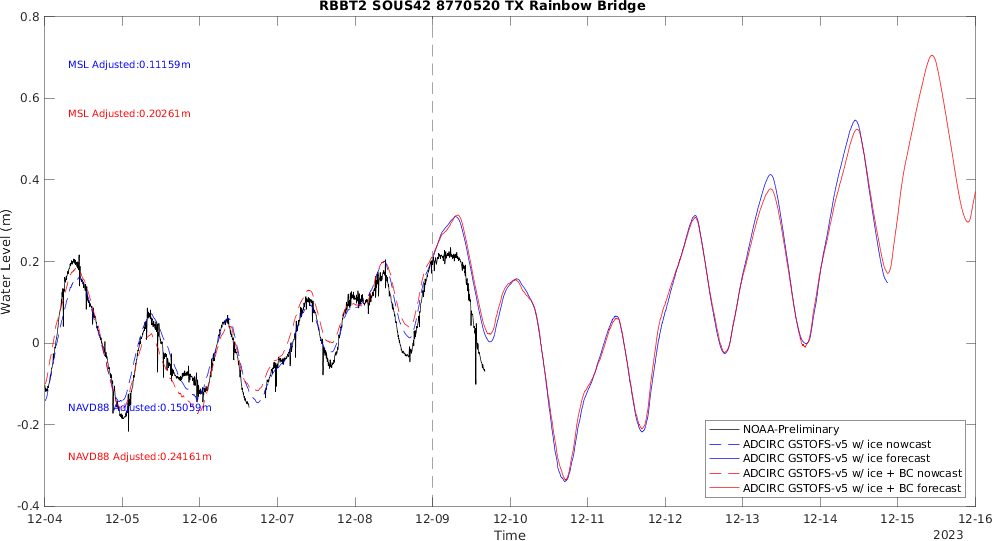 RBBT2 SOUS42 8770520 TX Rainbow Bridge
0.8
0.6
0.4
0.2
0
-0.2
-0.4
Water Level (m)
MSL Adjusted:0.11159m
MSL Adjusted:0.20261m
NAVD88 Adjusted:0.15059m
NAVD88 Adjusted:0.24161m
NOAA-Preliminary
ADCIRC GSTOFS-v5 w/ ice nowcast
ADCIRC GSTOFS-v5 w/ ice forecast
ADCIRC GSTOFS-v5 w/ ice + BC nowcast
ADCIRC GSTOFS-v5 w/ ice + BC forecast
12-04 12-05 12-06 12-07 12-08 12-09 12-10 12-11 12-12 12-13 12-14 12-15 12-16
Time
2023